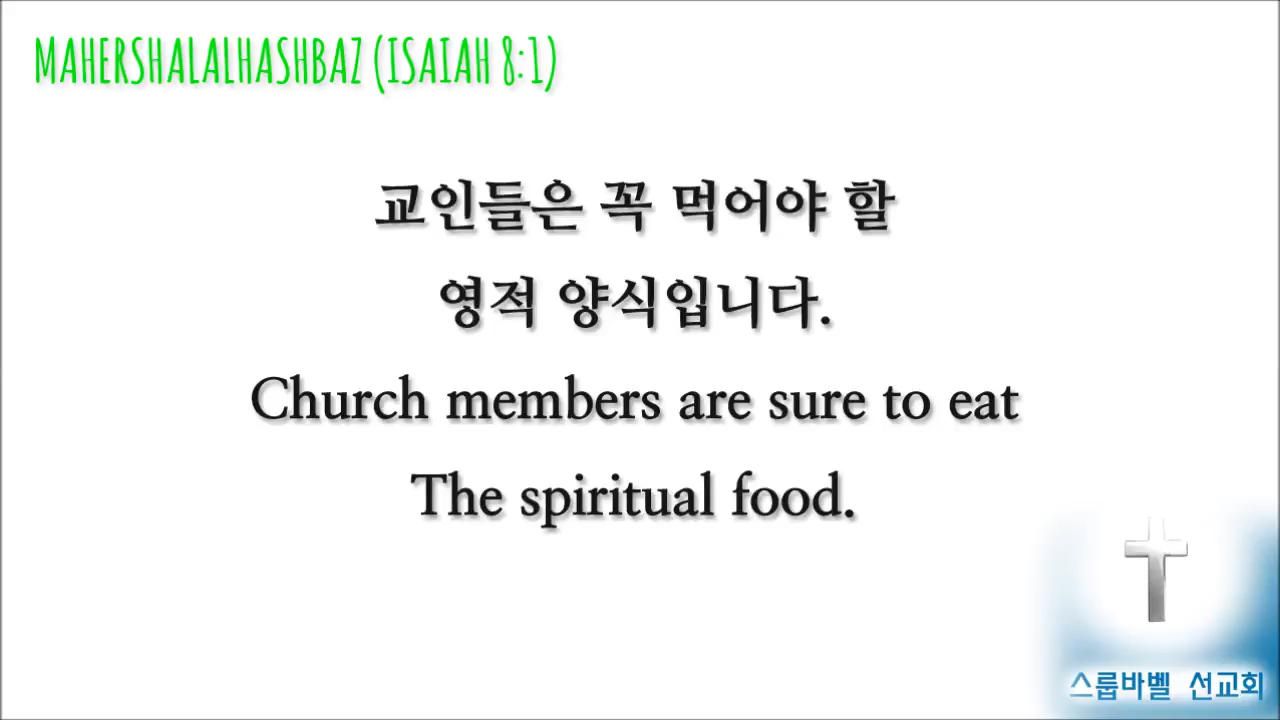 MAHERSHALALHASHBAZ (ISAIAH 8:1)
교인들은 꼭 먹어야 할
영적 양식입니다.
Church members are sure to eat
The spiritual food.
스룹바벨 선교회